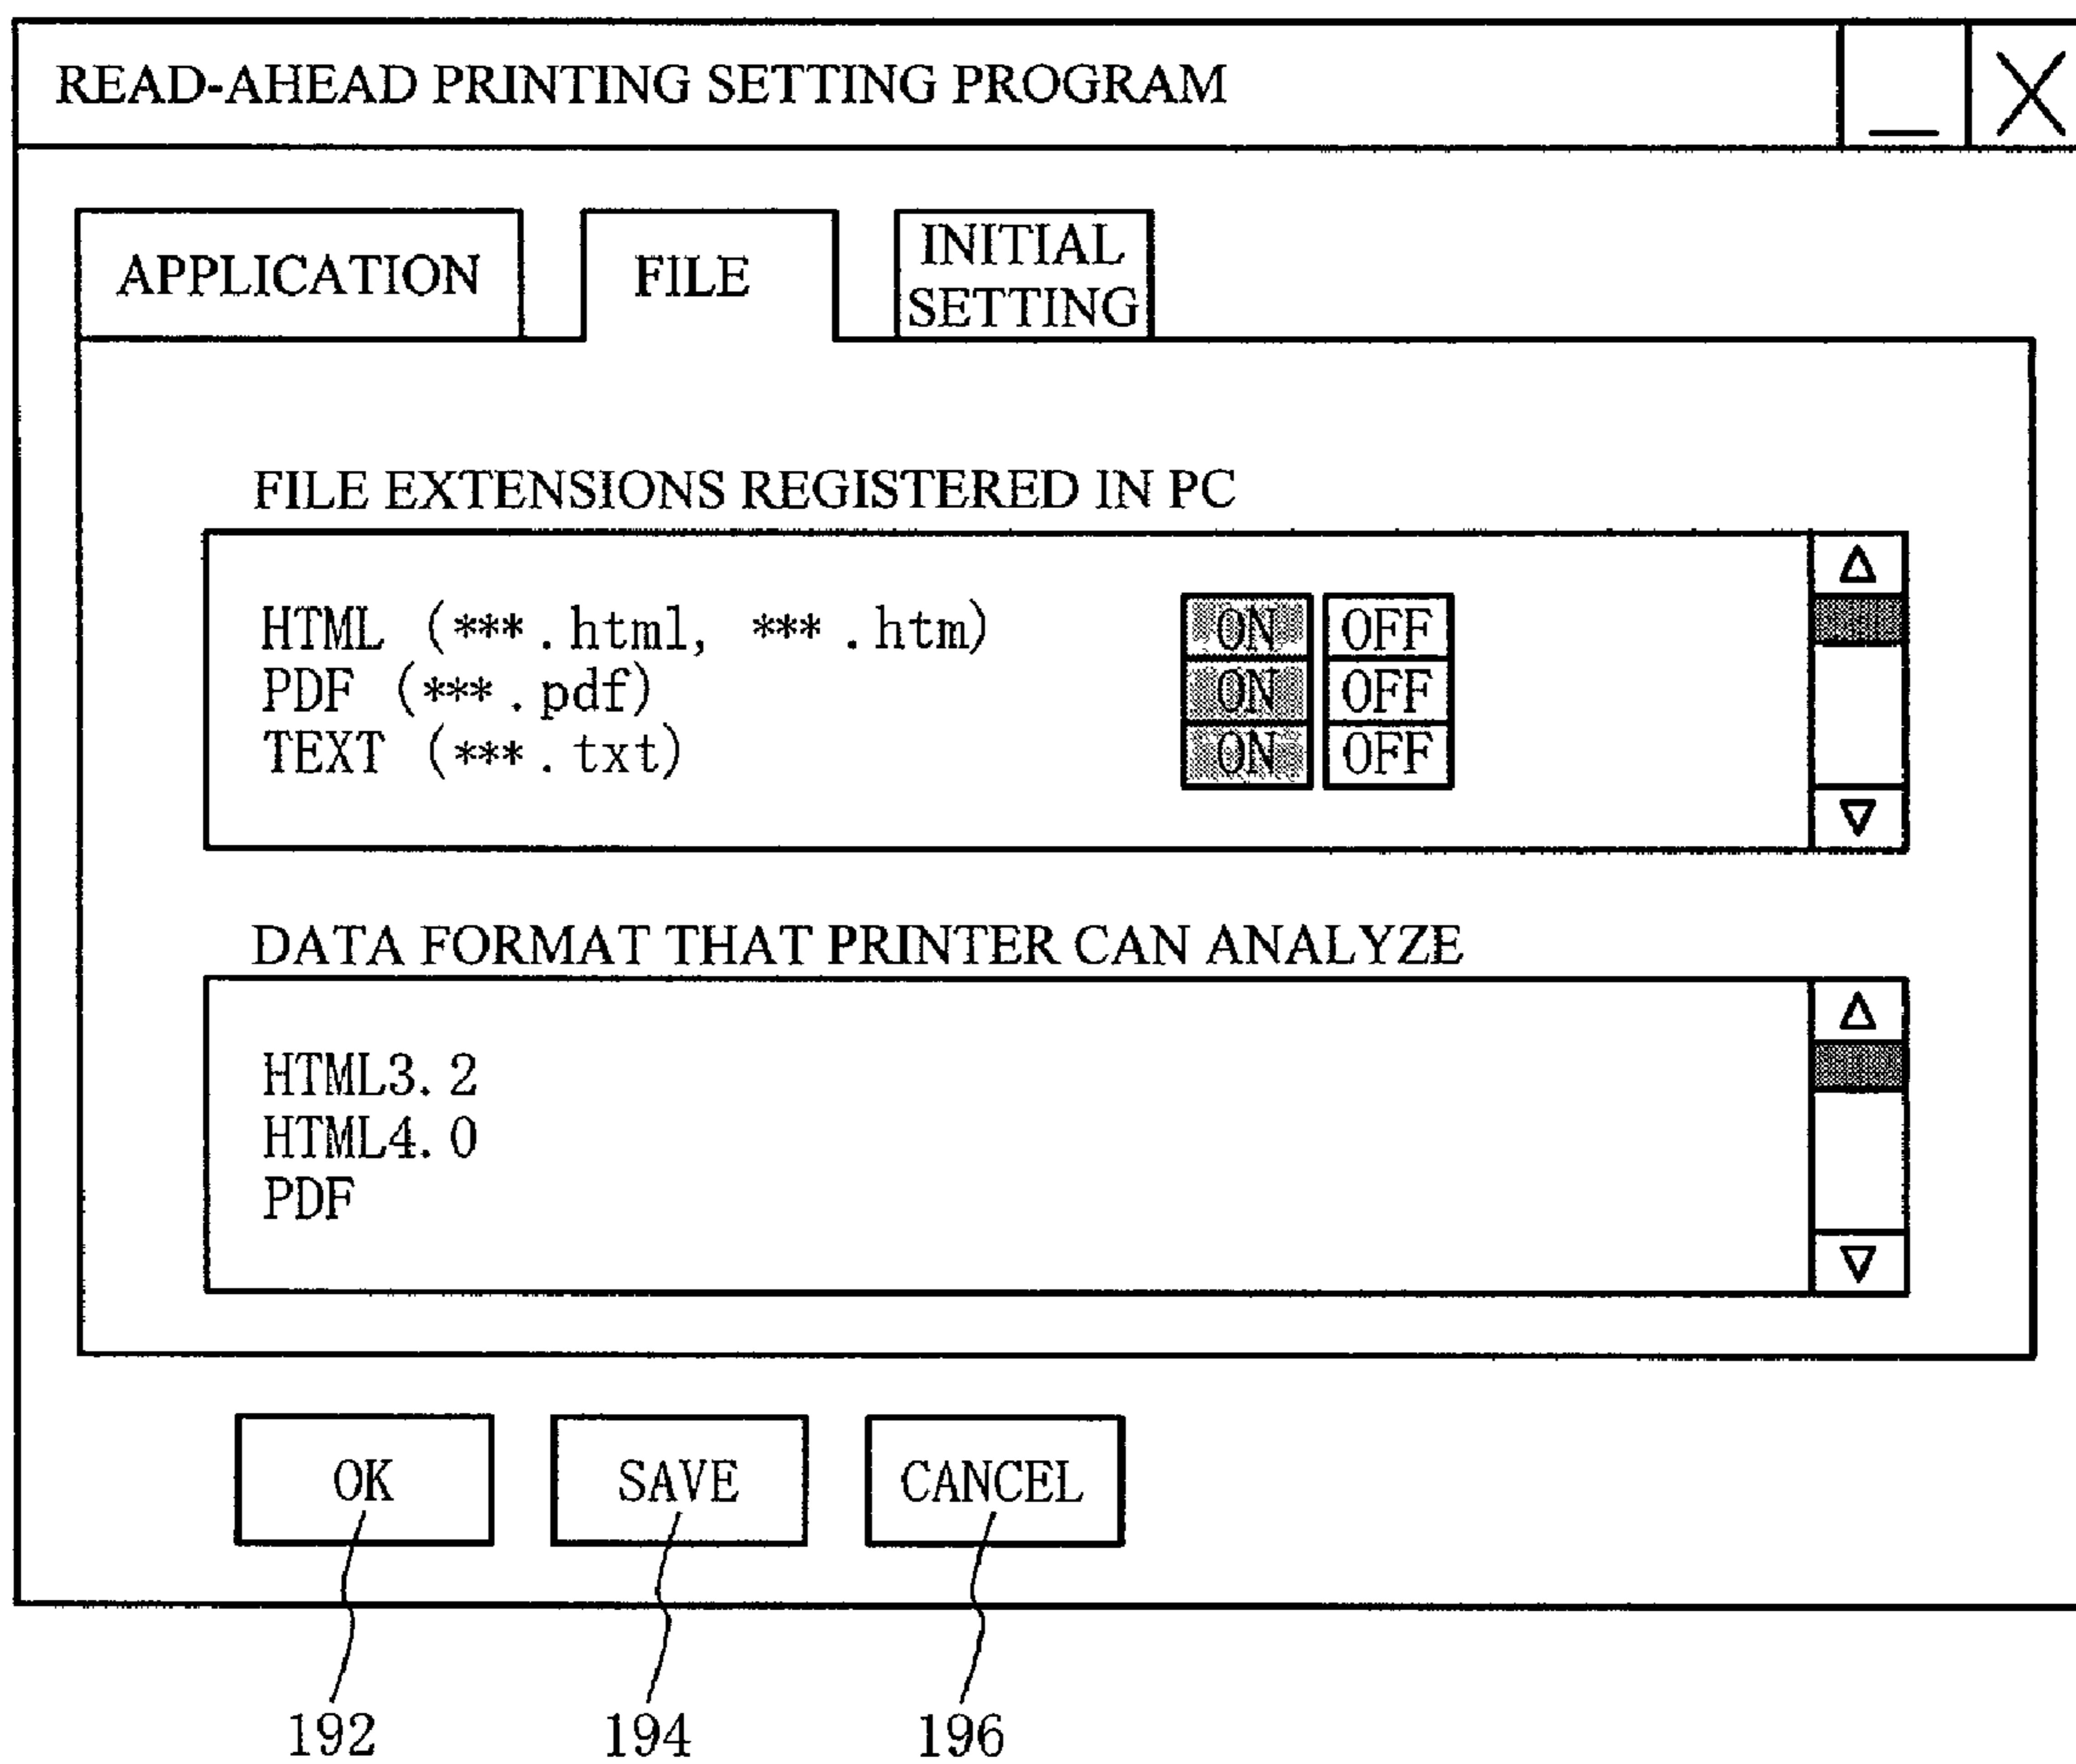 READ-AHEAD PRINTING SETTING PROGRAM
APPLICATION
FILE
INITIAL
SETTING
FILE EXTENSIONS REGISTERED IN PC
HTML (***.html, ***.htm) ON OFF
PDF (***.pdf) ON OFF
TEXT (***.txt) ON OFF
DATA FORMAT THAT PRINTER CAN ANALYZE
HTML3.2
HTML4.0
PDF
OK SAVE CANCEL
192 194 196